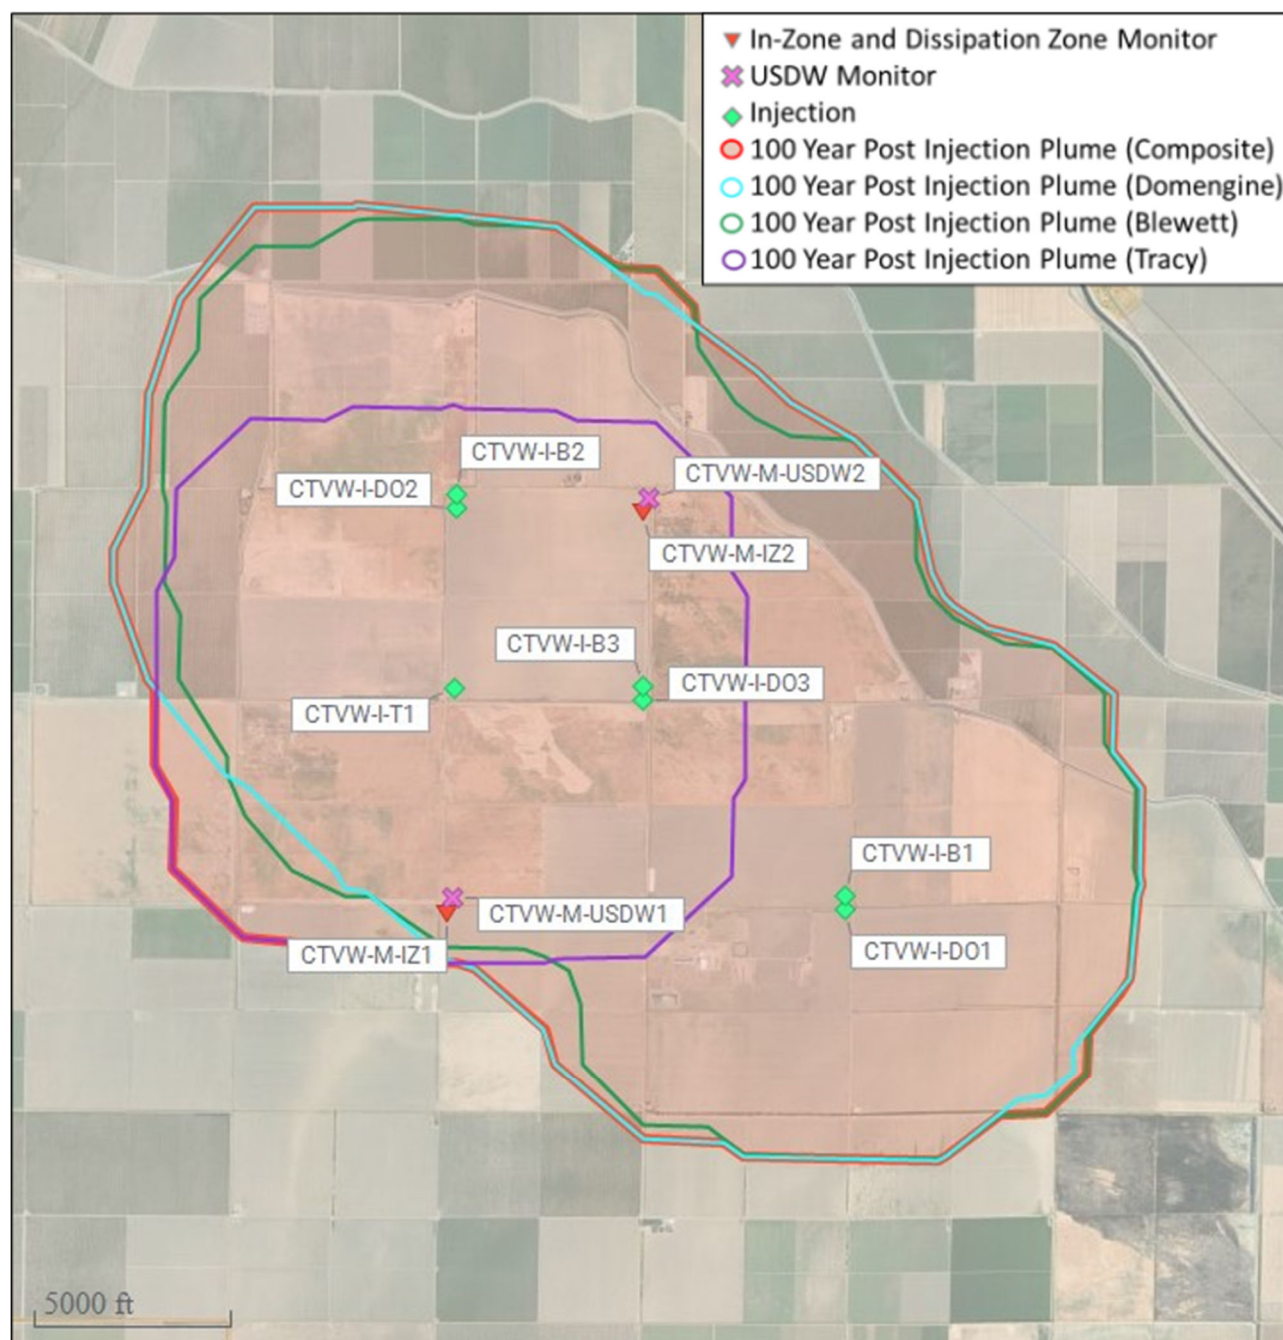 In-Zone and Dissipation Zone Monitor
USDW Monitor
Injection
100 Year Post Injection Plume (Composite)
100 Year Post Injection Plume (Domengine)
100 Year Post Injection Plume (Blewett)
100 Year Post Injection Plume (Tracy)
CTVW-I-B2
CTVW-M-USDW2
CTVW-I-DO2
CTVW-M-IZ2
CTVW-I-B3
CTVW-I-DO3
CTVW-I-T1
CTVW-I-B1
CTVW-M-USDW1
CTVW-M-IZ1
CTVW-I-DO1
5000 ft